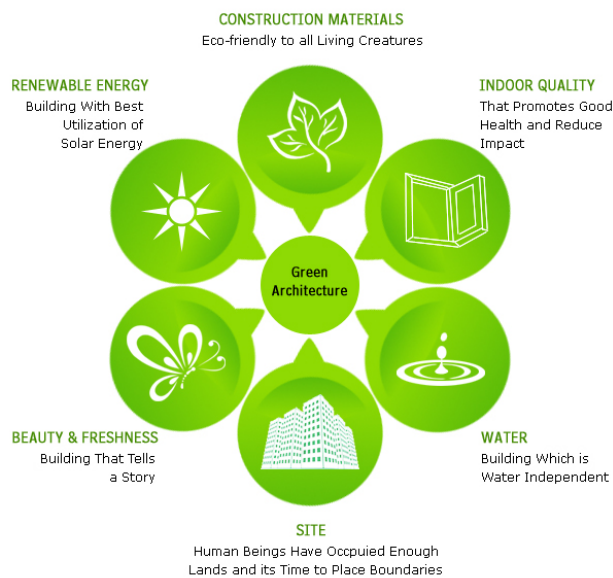 CONSTRUCTION MATERIALS
Eco-friendly to all Living Creatures
RENEWABLE ENERGY
Building With Best
Utilization of
Solar Energy
INDOOR QUALITY
That Promotes Good
Health and Reduce
Impact
Green
Architecture
BEAUTY & FRESHNESS
Building That Tells
a Story
WATER
Building Which is
Water Independent
SITE
Human Beings Have Occpuied Enough
Lands and its Time to Place Boundaries